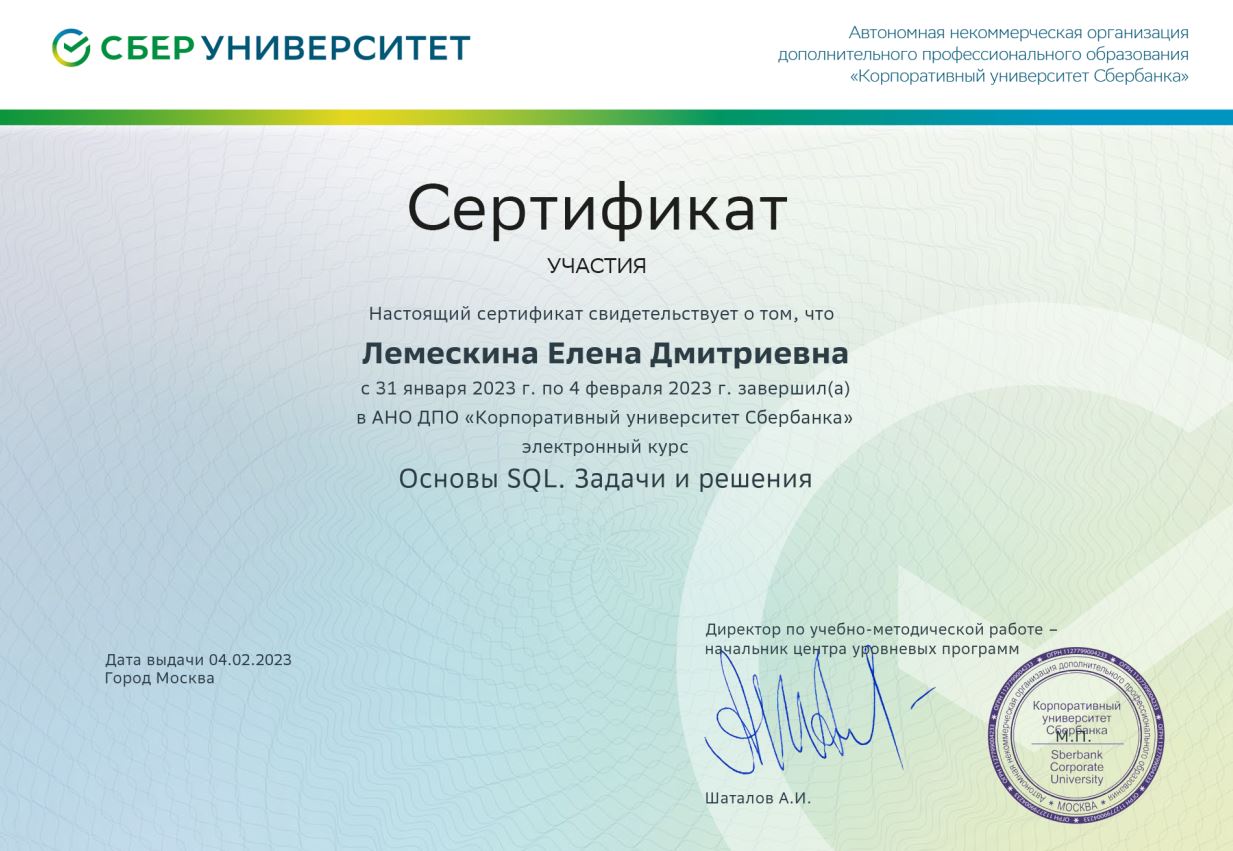 СБЕР УНИВЕРСИТЕТ
Автономная некоммерческая организация
дополнительного профессионального образования
«Корпоративный университет Сбербанка»
Сертификат
УЧАСТИЯ
Настоящий сертификат свидетельствует о том, что
Лемескина Елена Дмитриевна
с 31 января 2023 г. по 4 февраля 2023 г. завершил(а)
в АНО ДПО «Корпоративный университет Сбербанка»
электронный курс
Основы SQL. Задачи и решения
Дата выдачи 04.02.2023
Город Москва
Директор по учебно-методической работе –
начальник центра уровневых программ
Шаталов А.И.
ОГРН 1127799004233
Автономная некоммерческая организация дополнительного профессионального образования
МОСКВА
Корпоративный
университет
Сбербанка
М.П.
Sberbank
Corporate
University